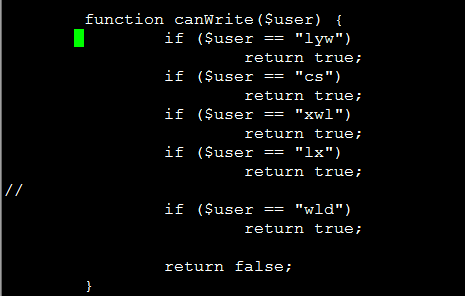 function canWrite($user) {
if ($user == "lyw")
return true;
if ($user == "cs")
return true;
if ($user == "xwl")
return true;
if ($user == "lx")
return true;
//
if ($user == "wld")
return true;
return false;
}